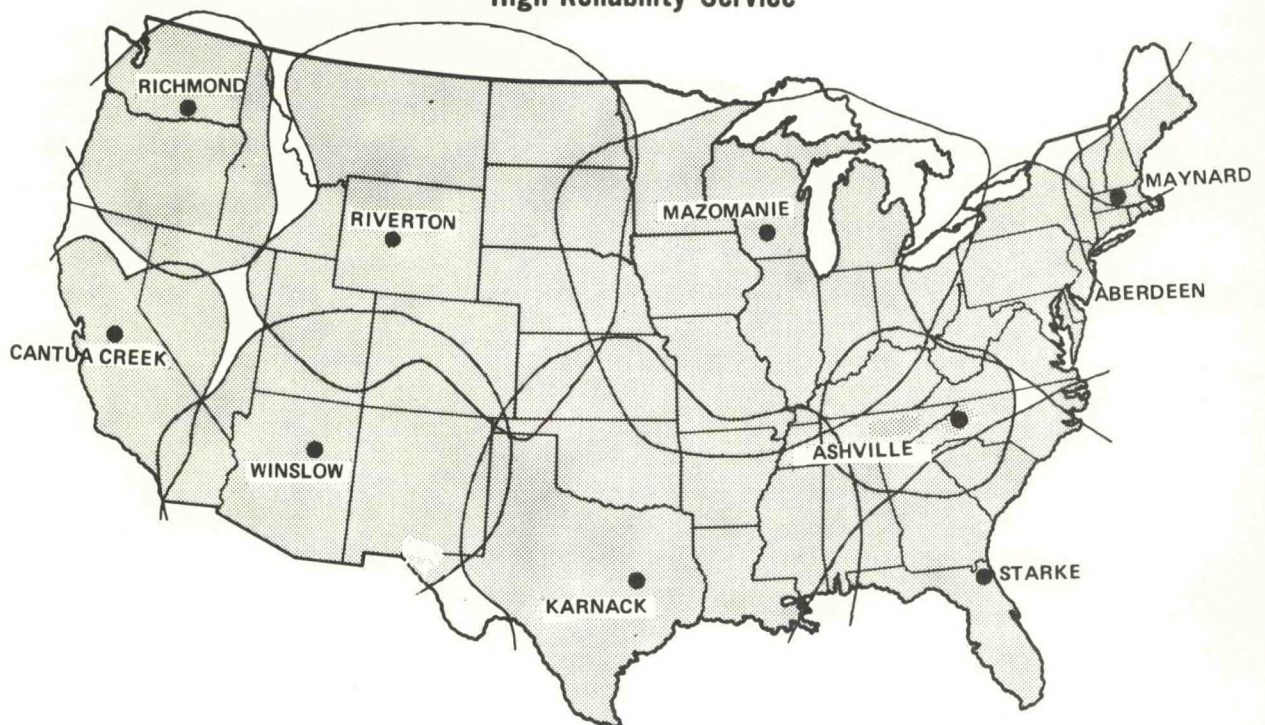 High Reliability Service
RICHMOND
RIVERTON
MAZOMANIE
MAYNARD
ABERDEEN
CANTUA CREEK
WINSLOW
ASHVILLE
KARNACK
STARKE